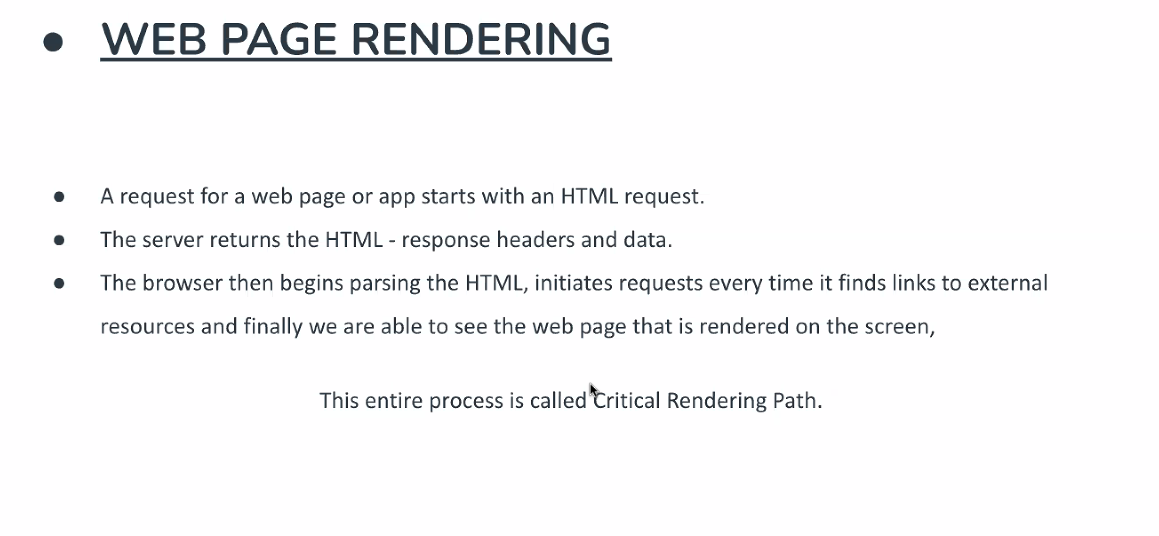 • WEB PAGE RENDERING
• A request for a web page or app starts with an HTML request.
• The server returns the HTML - response headers and data.
• The browser then begins parsing the HTML, initiates requests every time it finds links to external
resources and finally we are able to see the web page that is rendered on the screen,
This entire process is called Critical Rendering Path.